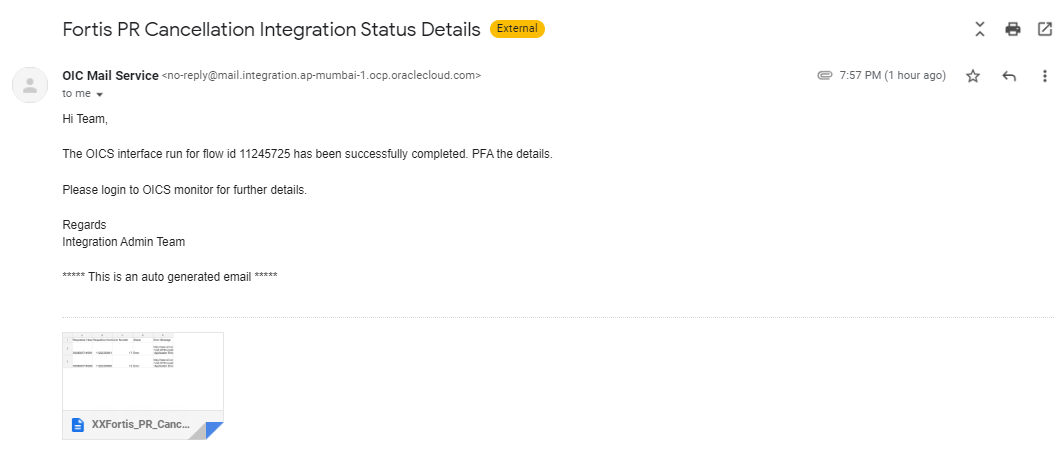 Fortis PR Cancellation Integration Status Details External
OIC Mail Service <no-reply@mail.integration.ap-mumbai-1.ocp.oraclecloud.com> 7:57 PM (1 hour ago)
to me
Hi Team,
The OICS interface run for flow id 11245725 has been successfully completed. PFA the details.
Please login to OICS monitor for further details.
Regards
Integration Admin Team
***** This is an auto generated email *****
XXFortis_PR_Canc...